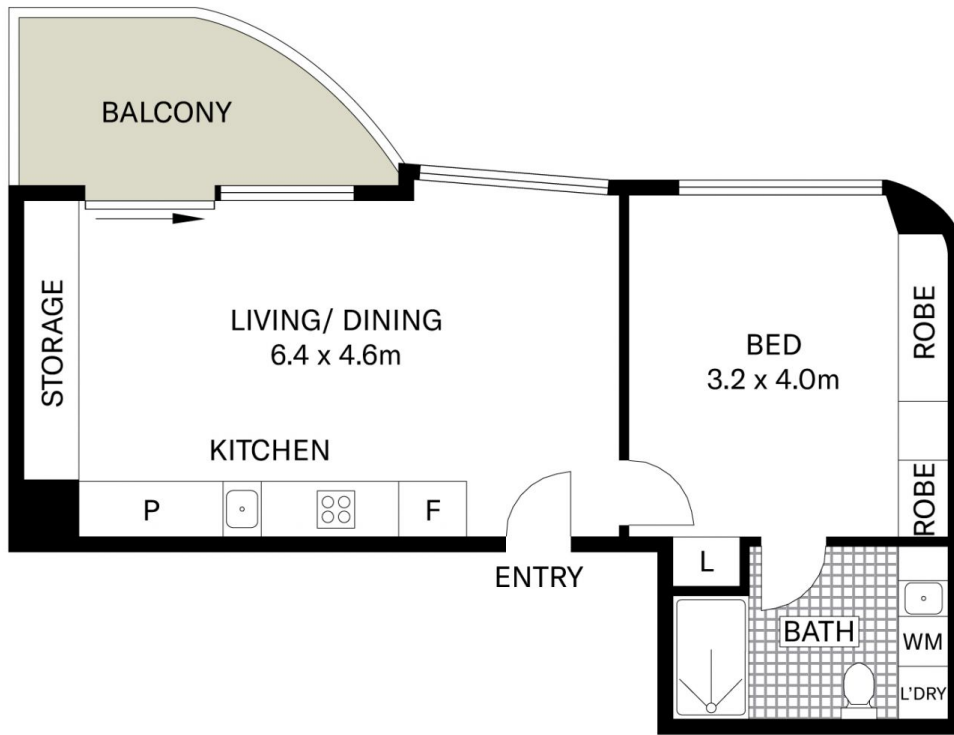 BALCONY
STORAGE
LIVING/ DINING
6.4 x 4.6m
BED
3.2 x 4.0m
ROBE
KITCHEN
P
F
ROBE
ENTRY
L
BATH
WM
L'DRY